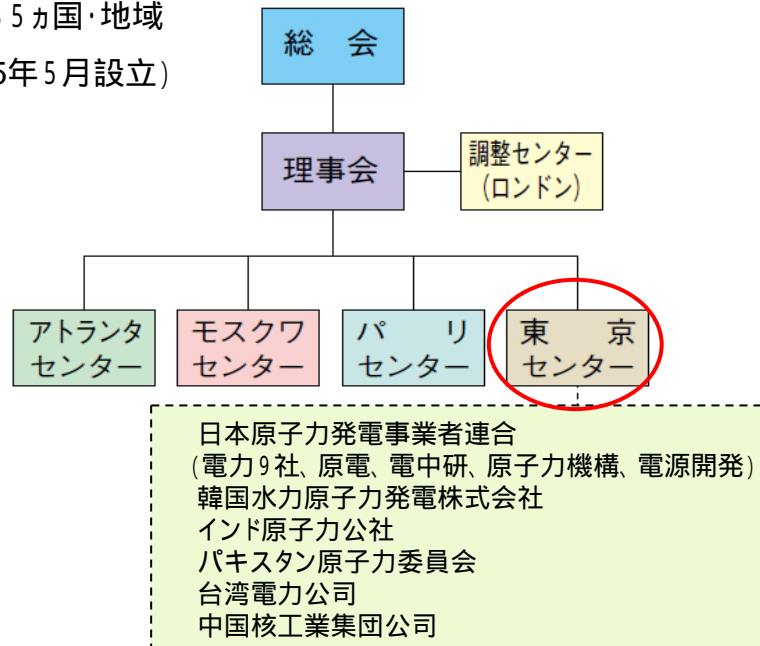 5ヵ国・地域
年5月設立)
総 会
理事会
調整センター
(ロンドン)
アトランタ
センター
モスクワ
センター
パ リ
センター
東 京
センター
日本原子力発電事業者連合
(電力9社、原電、電中研、原子力機構、電源開発)
韓国水力原子力発電株式会社
インド原子力公社
パキスタン原子力委員会
台湾電力公司
中国核工業集団公司